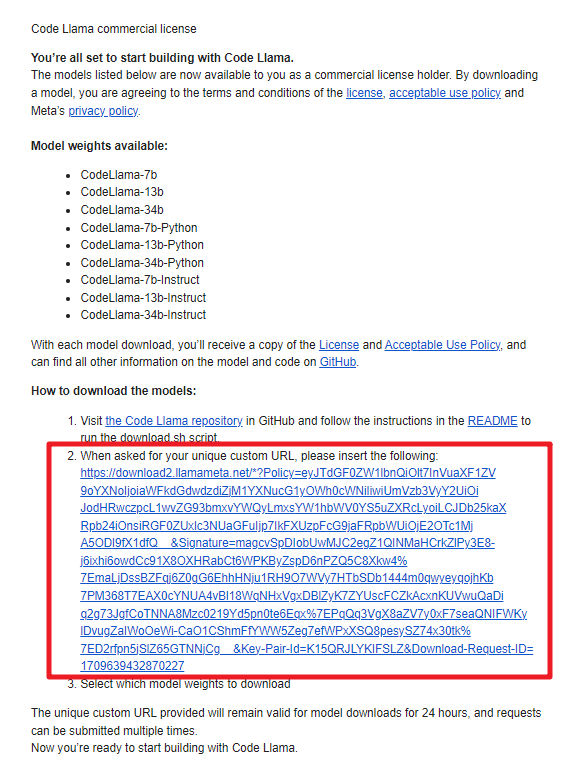 Code Llama commercial license
You're all set to start building with Code Llama.
The models listed below are now available to you as a commercial license holder. By downloading
a model, you are agreeing to the terms and conditions of the license, acceptable use policy and
Meta's privacy policy.
Model weights available:
• CodeLlama-7b
• CodeLlama-13b
• CodeLlama-34b
• CodeLlama-7b-Python
• CodeLlama-13b-Python
• CodeLlama-34b-Python
• CodeLlama-7b-Instruct
• CodeLlama-13b-Instruct
• CodeLlama-34b-Instruct
With each model download, you'll receive a copy of the License and Acceptable Use Policy, and
can find all other information on the model and code on GitHub.
How to download the models:
1. Visit the Code Llama repository in GitHub and follow the instructions in the README to
run the download.sh script.
2. When asked for your unique custom URL, please insert the following:
https://download2.llamameta.net/*?Policy=eyJTdGF0ZW1lbnQiOlt7InVuaXF1ZV
9oYXNoIjoiaWFkdGdwdzdiZjM1YXNucG1yOWh0cWNiIiwiUmVzb3VyY2UiOi
JodHRwczpcL1wvZG93bmxvYWQyLmxsYW1hbWV0YS5uZXRcLyoiLCJDb25kaX
Rpb24iOnsiRGF0ZUxlc3NUaGFuIjp7IkFXUzpFcG9jaFRpbWUiOjE2OTc1Mj
A5ODI9fX1dfQ__&Signature=magcvSpDIobUwMJC2egZ1QINMaHCrkZlPy3E8-
j6ixhi6owdCc91X8OXHRabCt6WPKByZspD6nPZQ5C8Xkw4%
7EmaLjDssBZFqj6Z0gG6EhhHNju1RH9O7WVy7HTbSDb1444m0qwyeyqojhKb
7PM368T7EAX0cYNUA4vBI18WqNHxVgxDBlZyK7ZYUscFCZkAcxnKUVwuQaDi
q2g73JgfCoTNNA8Mzc0219Yd5pn0te6Eqx%7EPqQq3VgX8aZV7y0xF7seaQNIFWKy
IDvugZalWoOeWi-CaO1CShmFfYWW5Zeg7efWPxXSQ8pesySZ74x30tk%
7ED2rfpn5jSlZ65GTNNjCg__&Key-Pair-Id=K15QRJLYKIFSLZ&Download-Request-ID=
1709639432870227
3. Select which model weights to download
The unique custom URL provided will remain valid for model downloads for 24 hours, and requests
can be submitted multiple times.
Now you're ready to start building with Code Llama.